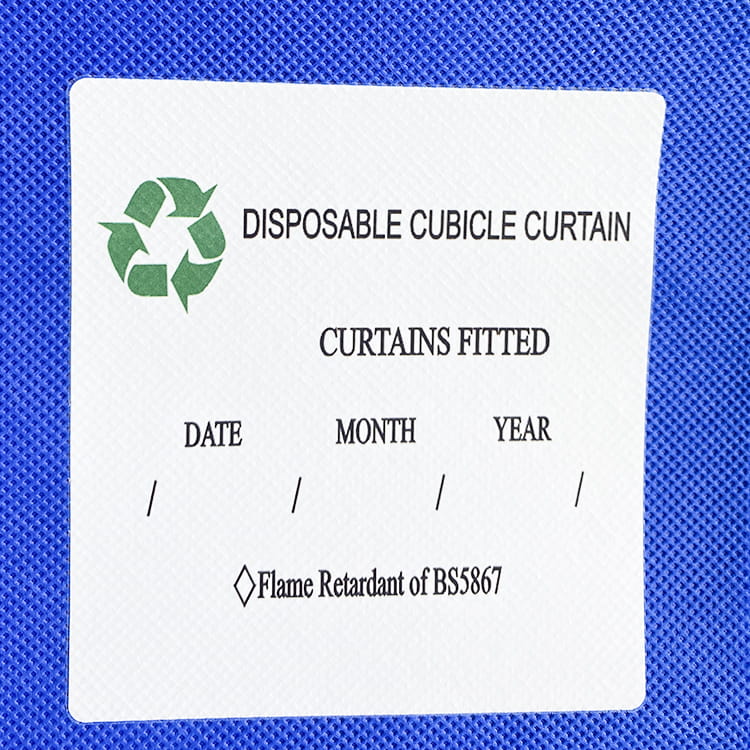 DISPOSABLE CUBICLE CURTAIN
CURTAINS FITTED
DATE MONTH YEAR
/ / / /
◇Flame Retardant of BS5867